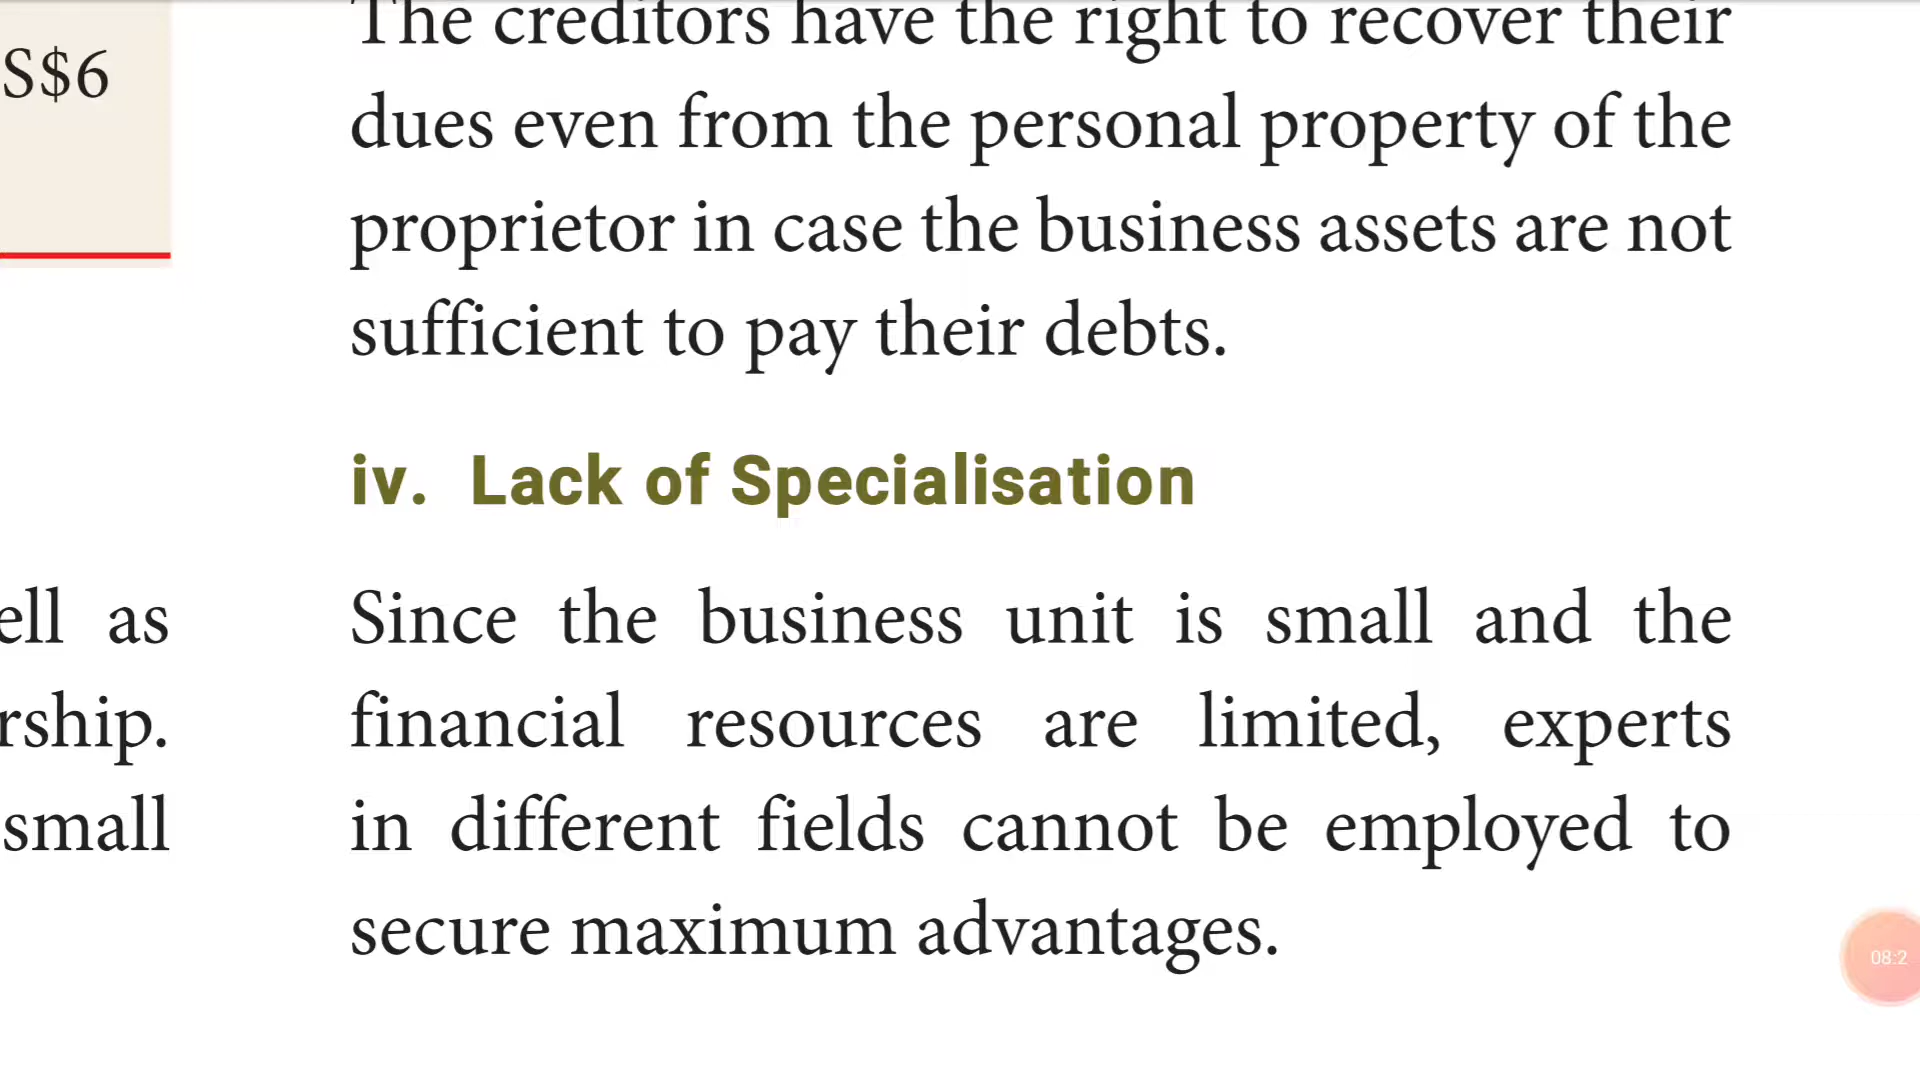 S$6
ell as
rship.
small
The creditors have the right to recover their
dues even from the personal property of the
proprietor in case the business assets are not
sufficient to pay their debts.
iv. Lack of Specialisation
Since the business unit is small and the
financial resources are limited, experts
in different fields cannot be employed to
secure maximum advantages.
08:2